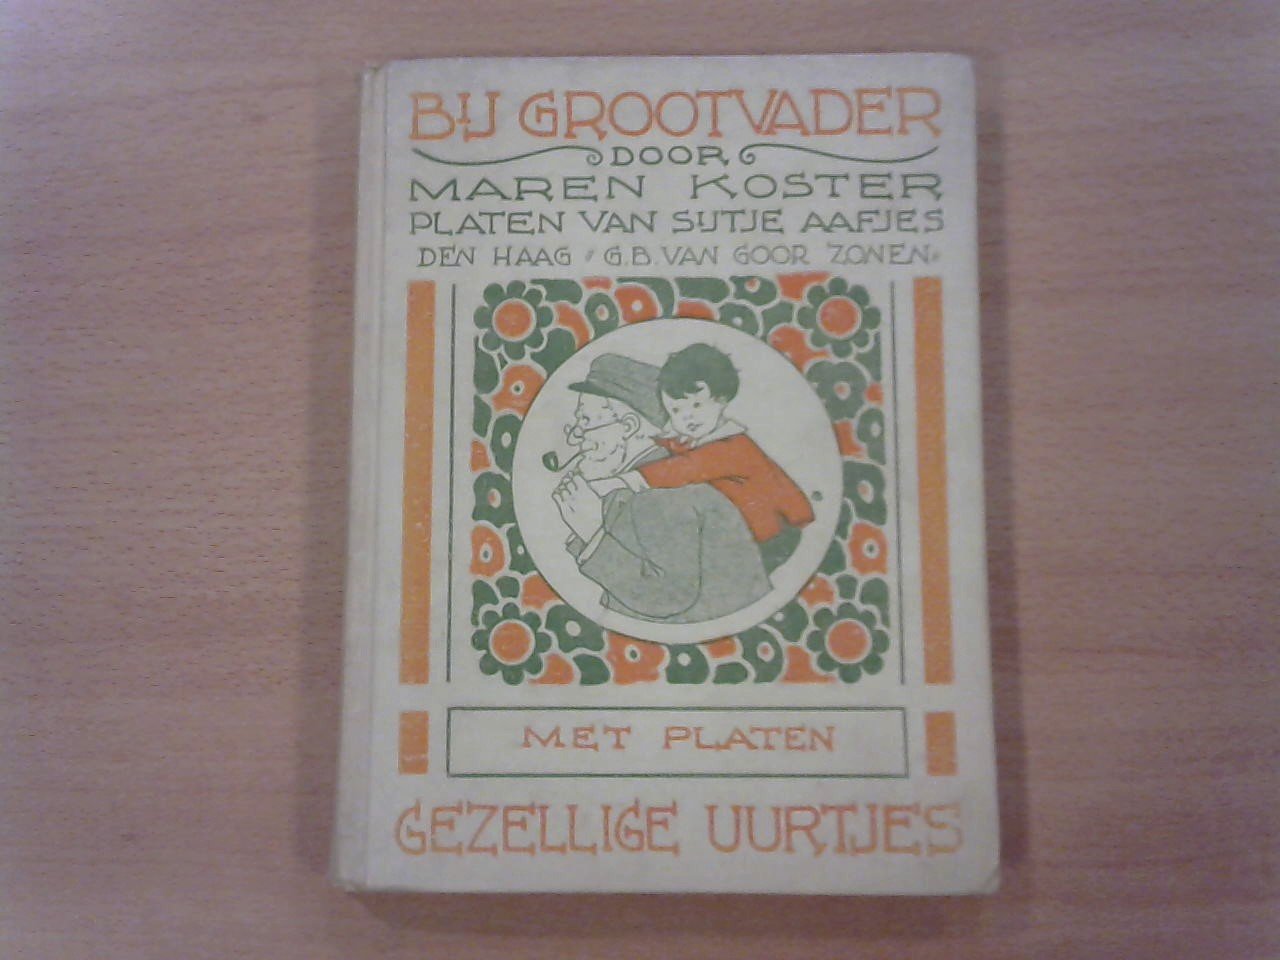 BIJ GROOTVADER
DOOR
MAREN KOSTER
PLATEN VAN SIJTJE AAFJES
DEN HAAG // G.B. VAN GOOR ZONEN.
MET PLATEN
GEZELLIGE UURTJES